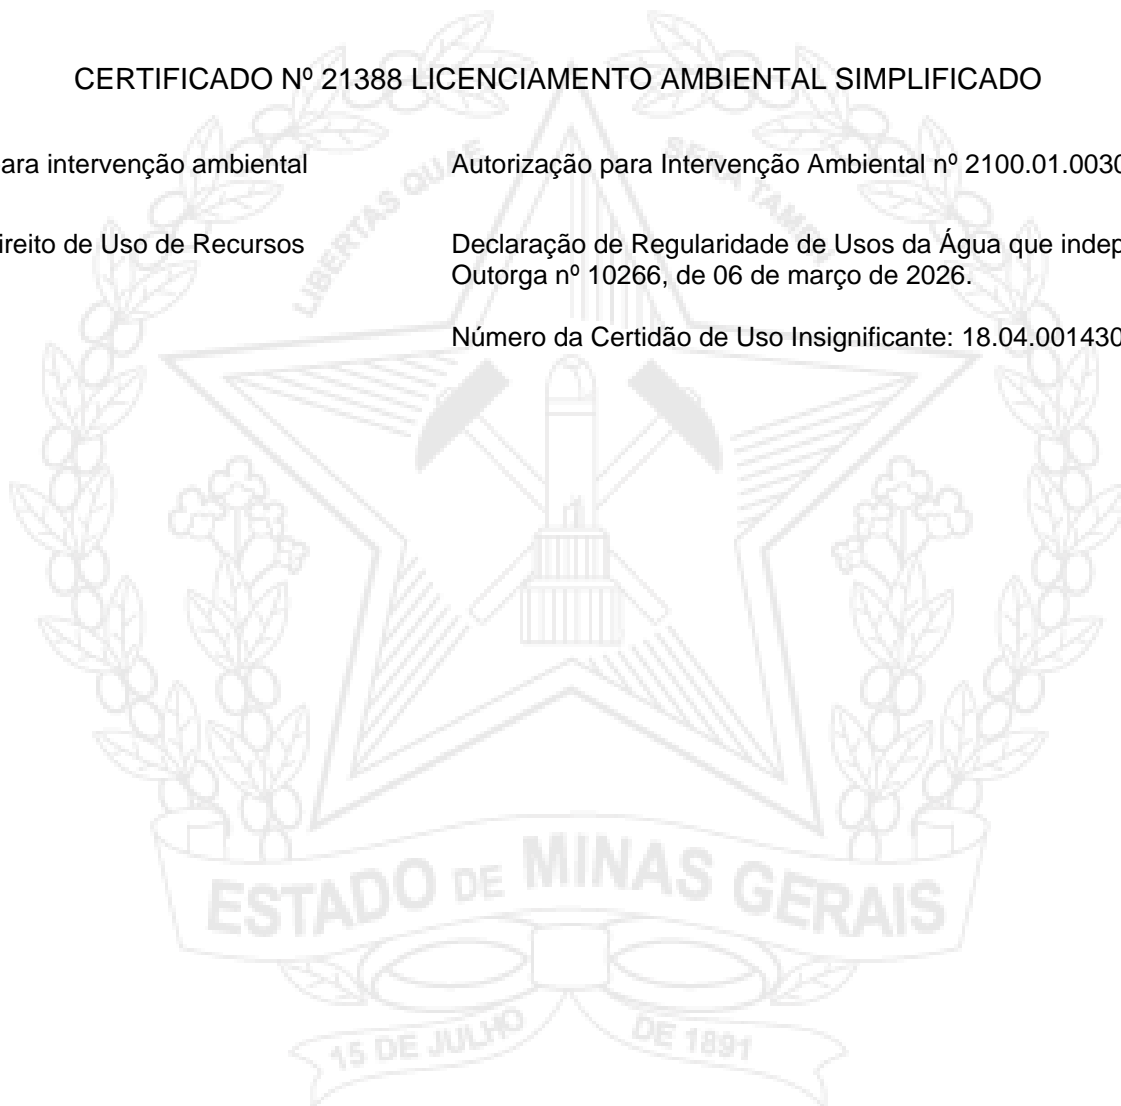 CERTIFICADO Nº 21388 LICENCIAMENTO AMBIENTAL SIMPLIFICADO
ara intervenção ambiental
Autorização para Intervenção Ambiental nº 2100.01.0030
ireito de Uso de Recursos
Declaração de Regularidade de Usos da Água que indep
Outorga nº 10266, de 06 de março de 2026.
Número da Certidão de Uso Insignificante: 18.04.001430
LIBERTAS QUÆ SERA TAMEN
ESTADO DE MINAS GERAIS
15 DE JULHO DE 1891